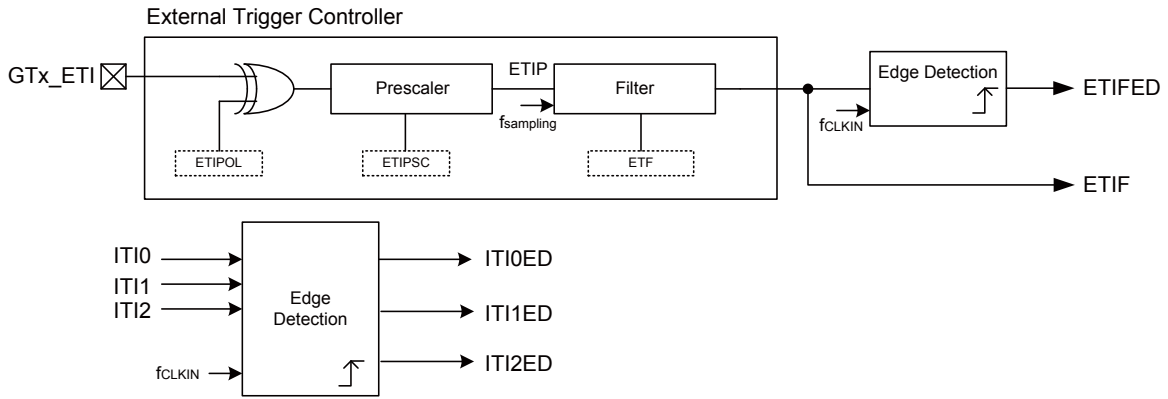 External Trigger Controller
GTx_ETI
Prescaler
ETIP
Filter
fsampling
ETIPOL
ETIPSC
ETF
Edge Detection
fCLKIN
ETIFED
ETIF
ITI0
ITI1
ITI2
fCLKIN
Edge
Detection
ITI0ED
ITI1ED
ITI2ED